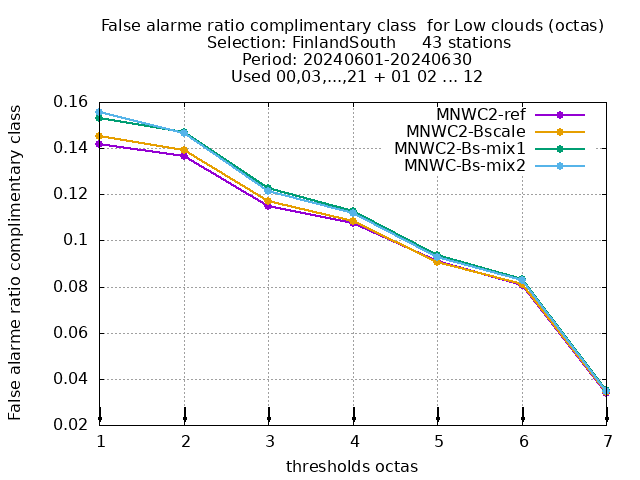 False alarme ratio complimentary class  for Low clouds (octas)
Selection: FinlandSouth     43 stations
Period: 20240601-20240630
Used 00,03,...,21 + 01 02 ... 12
False alarme ratio complimentary class
0.16
0.14
0.12
0.1
0.08
0.06
0.04
0.02
MNWC2-ref
MNWC2-Bscale
MNWC2-Bs-mix1
MNWC-Bs-mix2
1 2 3 4 5 6 7
thresholds octas